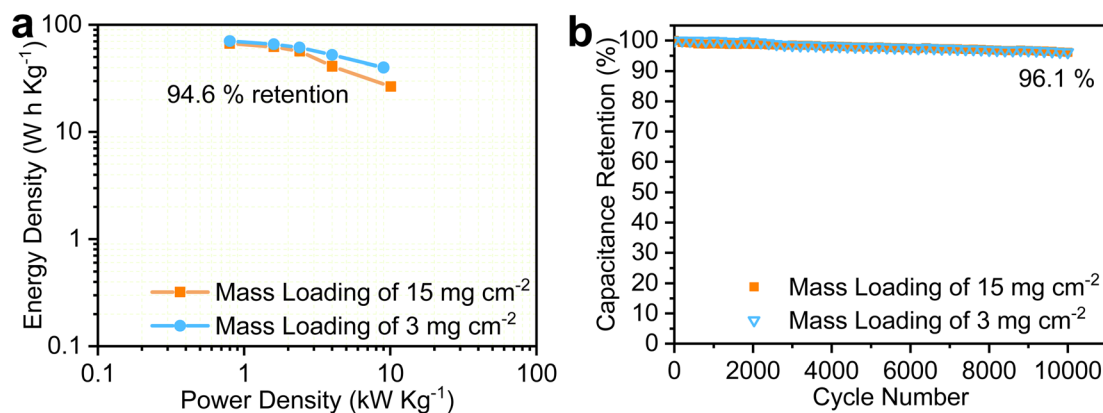 a
Energy Density (W h Kg⁻¹)
100
10
1
0.1
94.6 % retention
Mass Loading of 15 mg cm⁻²
Mass Loading of 3 mg cm⁻²
0.1 1 10 100
Power Density (kW Kg⁻¹)
b
Capacitance Retention (%)
100
90
80
70
60
50
40
30
20
10
0
96.1 %
Mass Loading of 15 mg cm⁻²
Mass Loading of 3 mg cm⁻²
0 2000 4000 6000 8000 10000
Cycle Number